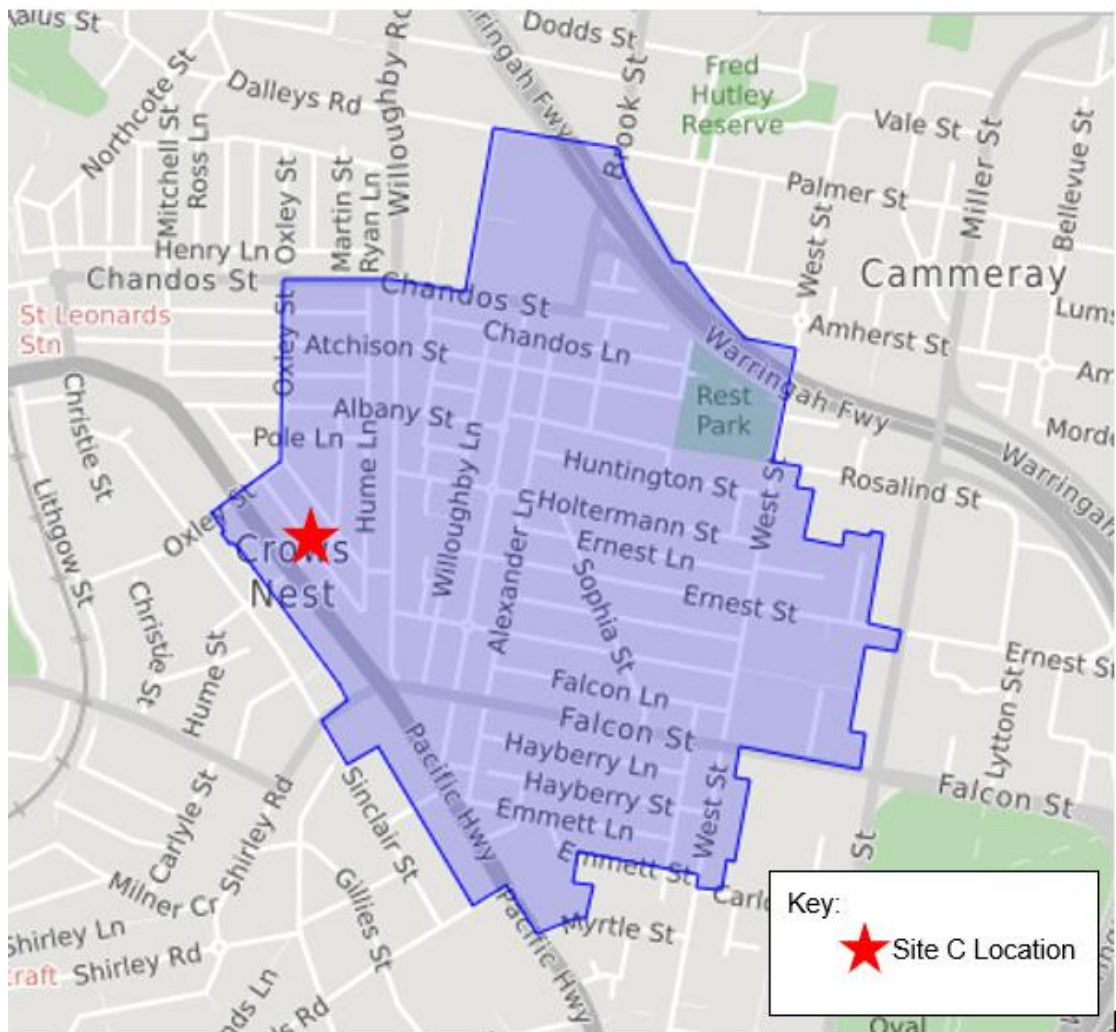 Dodds St
Warringah Fwy
Willoughby Rd
Brook St
Fred
Hutley
Reserve
Northcote St
Dalleys Rd
Vale St
Miller St
Bellevue St
Mitchell St
Ross Ln
Oxley St
Martin St
Ryan Ln
Palmer St
West St
Henry Ln
Chandos St
Chandos St
Cammeray
St Leonards
Stn
Oxley St
Atchison St
Chandos Ln
Warringah Fwy
Amherst St
Christie St
Albany St
Pole Ln
Hume Ln
Willoughby Ln
Rest
Park
Huntington St
West St
Rosalind St
Lithgow St
Oxley St
Crows
Nest
Alexander Ln
Holtermann St
Ernest Ln
Sophia St
Ernest St
Christie St
Hume St
Falcon Ln
Falcon St
Lytton St
Pacific Hwy
Hayberry Ln
Hayberry St
Emmett Ln
Emmett St
West St
Falcon St
Sinclair St
Carlyle St
Shirley Rd
Milner Cr
Gillies St
Pacific Hwy
Myrtle St
St
Shirley Ln
Shirley Rd
Key:
Site C Location
Oval